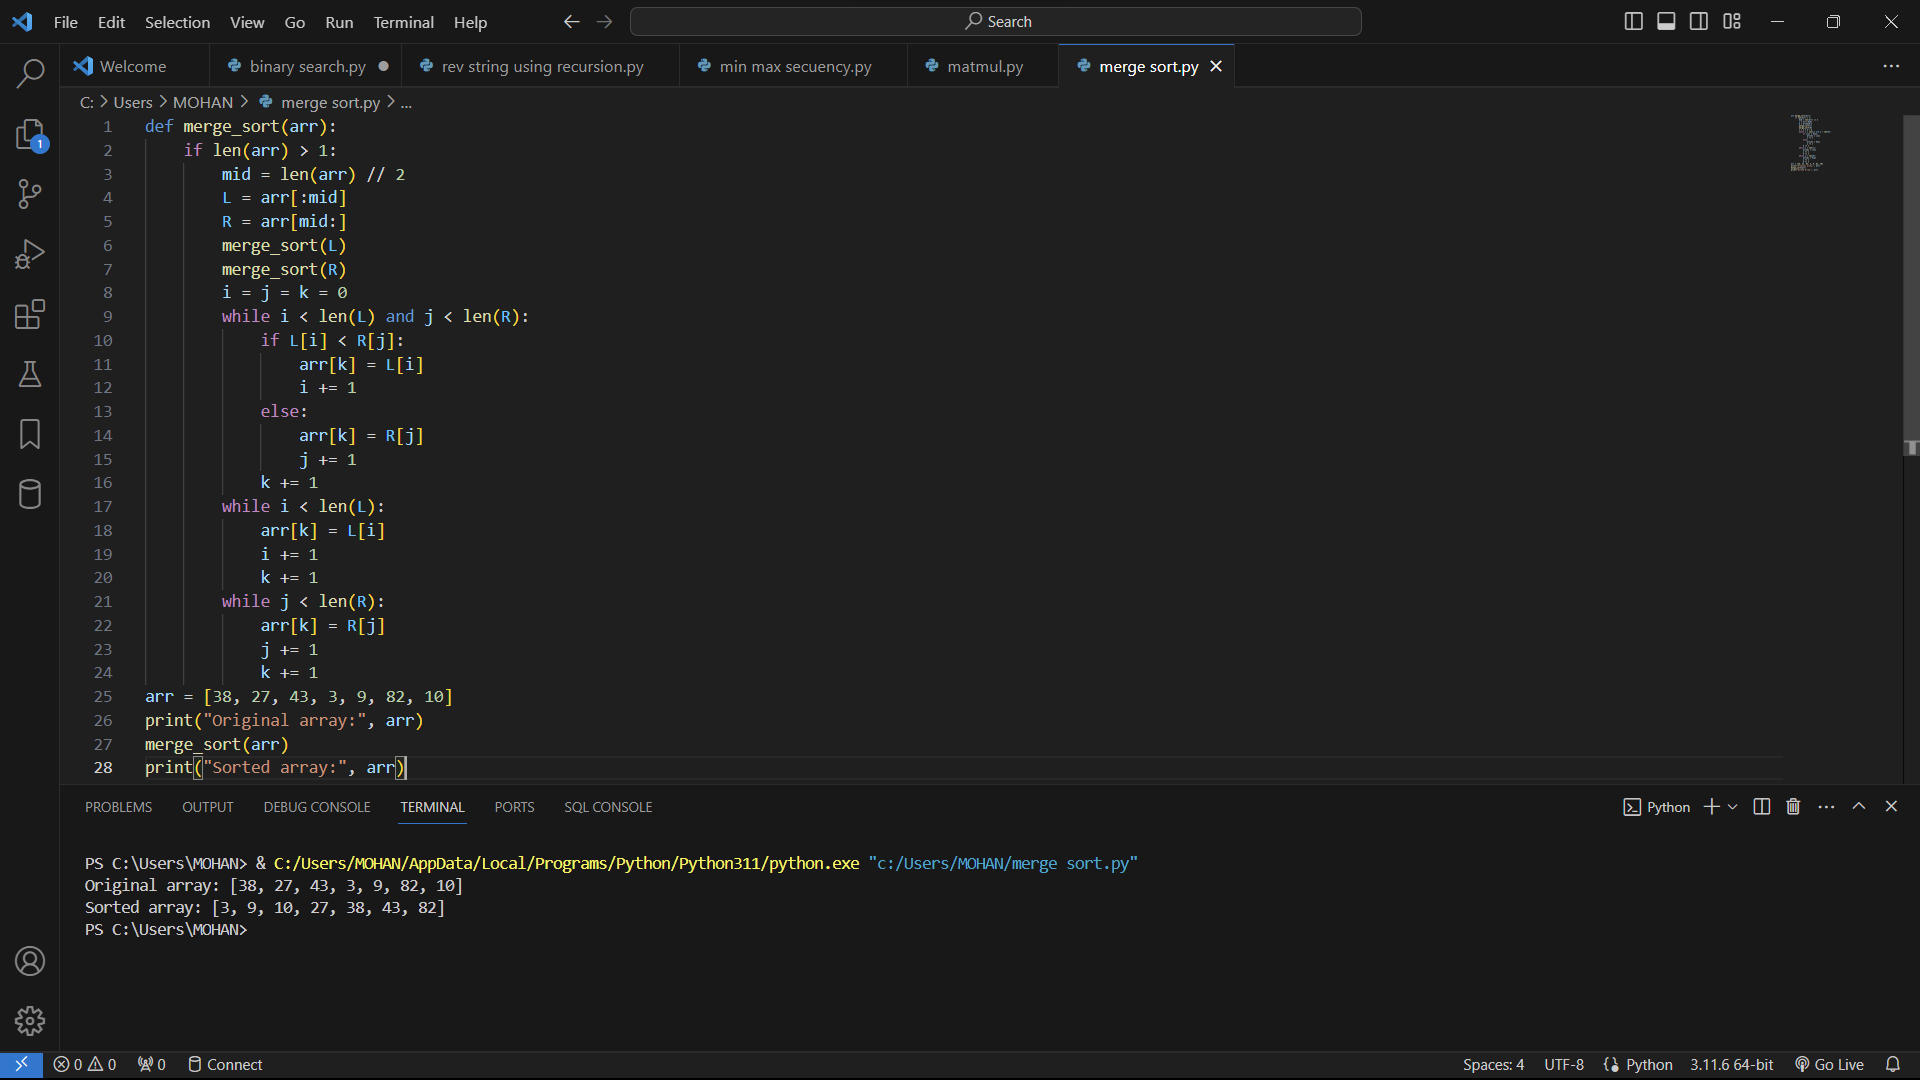 File Edit Selection View Go Run Terminal Help
Search
Welcome
binary search.py
rev string using recursion.py
min max secuency.py
matmul.py
merge sort.py
C: > Users > MOHAN > merge sort.py > ...
1 def merge_sort(arr):
2     if len(arr) > 1:
3         mid = len(arr) // 2
4         L = arr[:mid]
5         R = arr[mid:]
6         merge_sort(L)
7         merge_sort(R)
8         i = j = k = 0
9         while i < len(L) and j < len(R):
10             if L[i] < R[j]:
11                 arr[k] = L[i]
12                 i += 1
13             else:
14                 arr[k] = R[j]
15                 j += 1
16             k += 1
17         while i < len(L):
18             arr[k] = L[i]
19             i += 1
20             k += 1
21         while j < len(R):
22             arr[k] = R[j]
23             j += 1
24             k += 1
25 arr = [38, 27, 43, 3, 9, 82, 10]
26 print("Original array:", arr)
27 merge_sort(arr)
28 print("Sorted array:", arr)
1
PROBLEMS OUTPUT DEBUG CONSOLE TERMINAL PORTS SQL CONSOLE
Python
PS C:\Users\MOHAN> & C:/Users/MOHAN/AppData/Local/Programs/Python/Python311/python.exe "c:/Users/MOHAN/merge sort.py"
Original array: [38, 27, 43, 3, 9, 82, 10]
Sorted array: [3, 9, 10, 27, 38, 43, 82]
PS C:\Users\MOHAN>
0 0 0 Connect
Spaces: 4 UTF-8 Python 3.11.6 64-bit Go Live